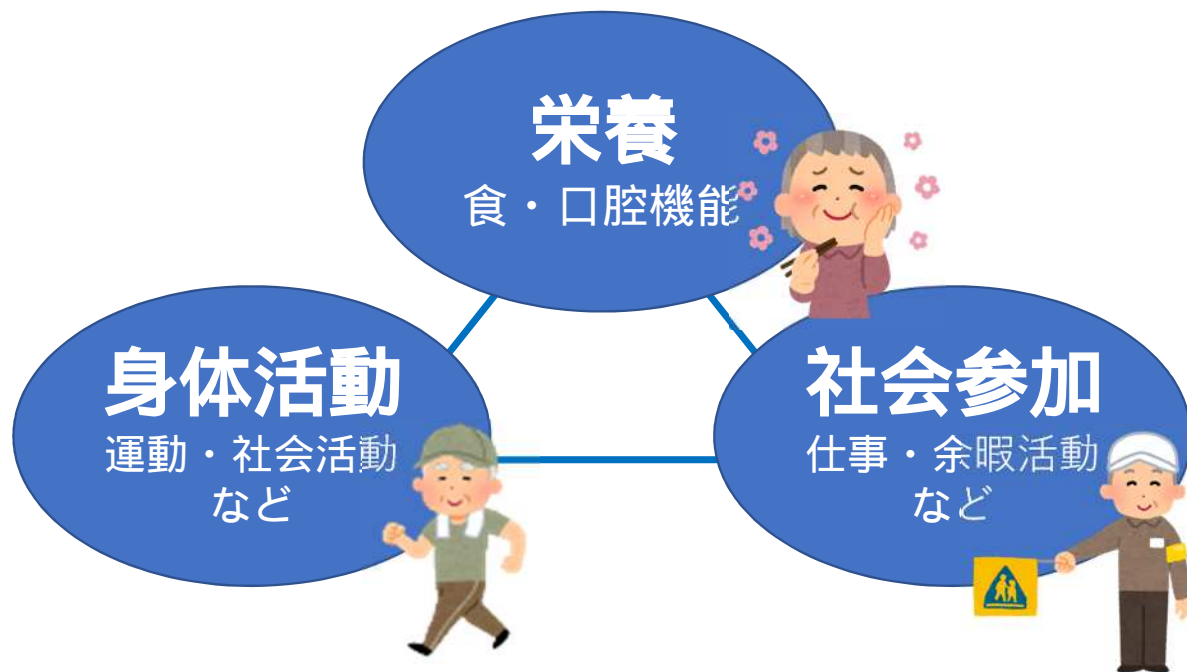 栄養
食・口腔機能
身体活動
運動・社会活動
など
社会参加
仕事・余暇活動
など